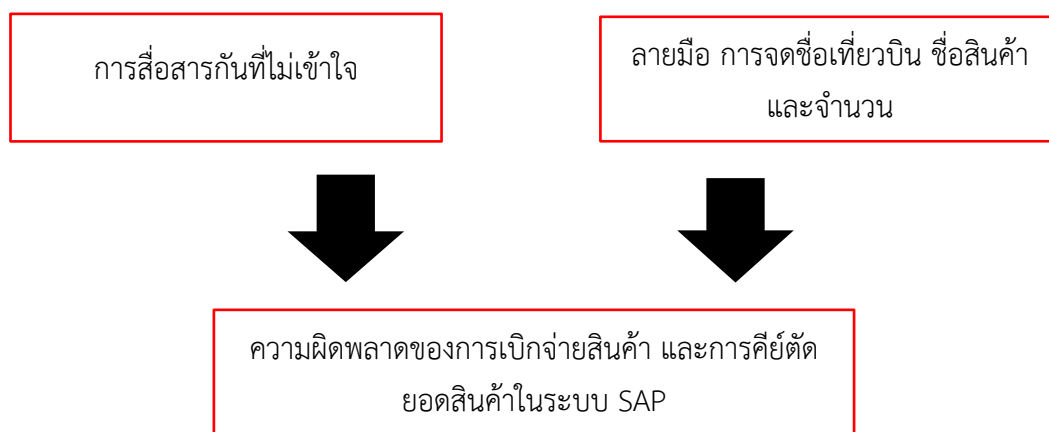 การสื่อสารกันที่ไม่เข้าใจ
ลายมือ การจดชื่อเที่ยวบิน ชื่อสินค้า
และจำนวน
ความผิดพลาดของการเบิกจ่ายสินค้า และการคีย์ตัด
ยอดสินค้าในระบบ SAP